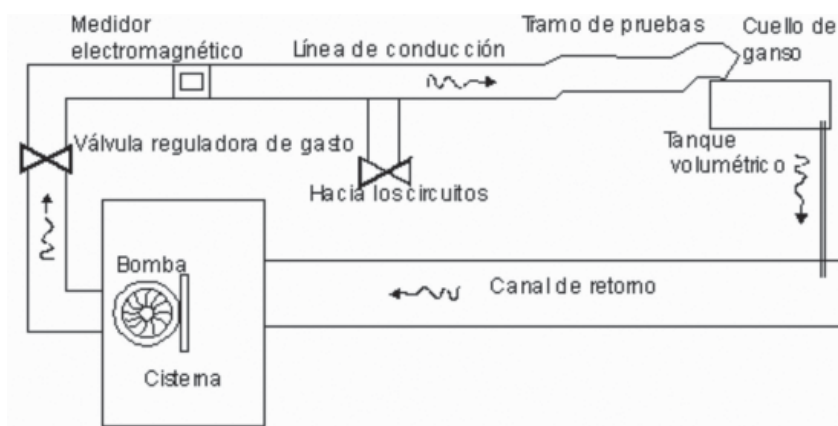 Medidor
electromagnético
Línea de conducción
Tramo de pruebas
Cuello de
ganso
Válvula reguladora de gasto
Hacia los circuitos
Tanque
volumétrico
Bomba
Canal de retorno
Cisterna